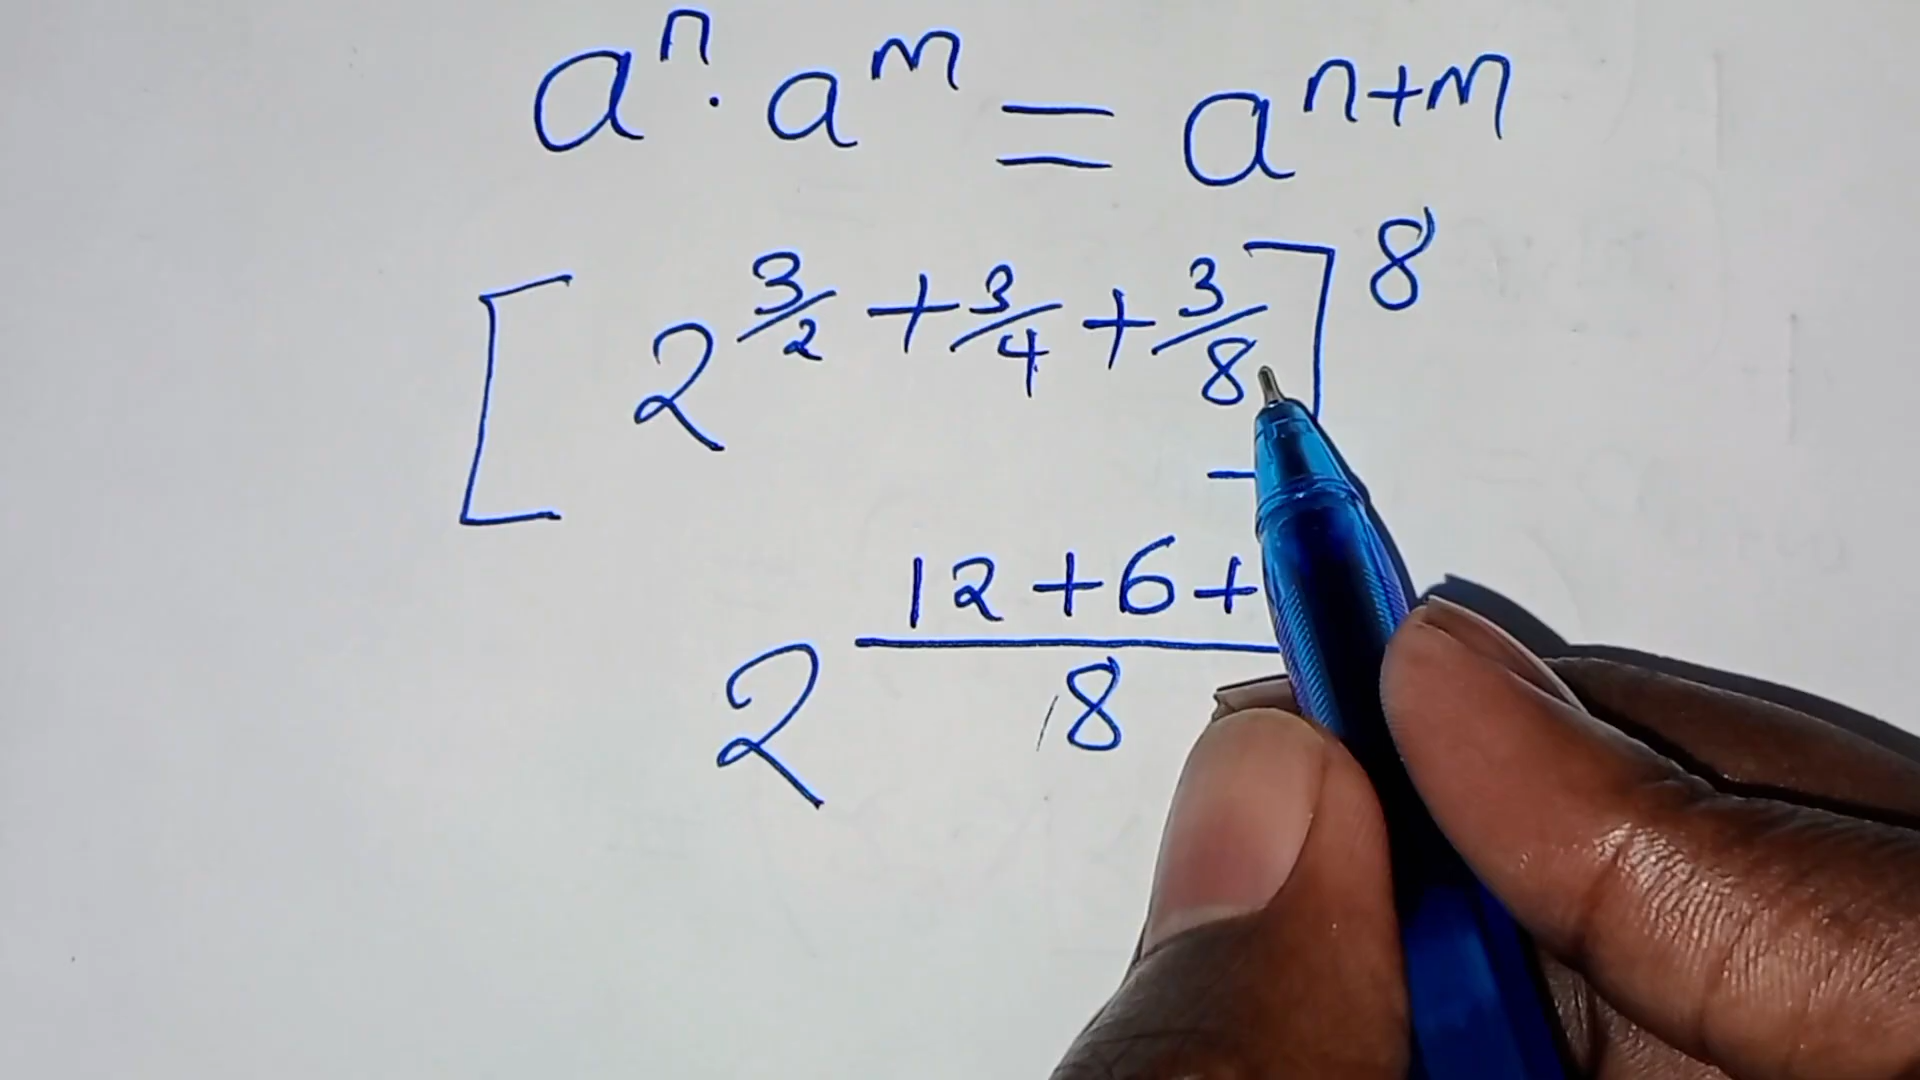 aⁿ · aᵐ = aⁿ⁺ᵐ
[2^(3/2 + 3/4 + 3/8)]^8
2^((12 + 6 +)/8)